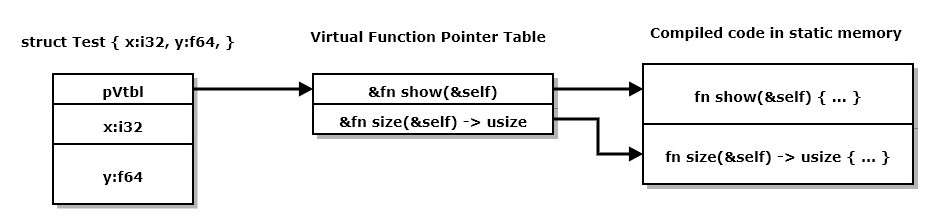 struct Test { x:i32, y:f64, }
Virtual Function Pointer Table
Compiled code in static memory
pVtbl
x:i32
y:f64
&fn show(&self)
&fn size(&self) -> usize
fn show(&self) { ... }
fn size(&self) -> usize { ... }